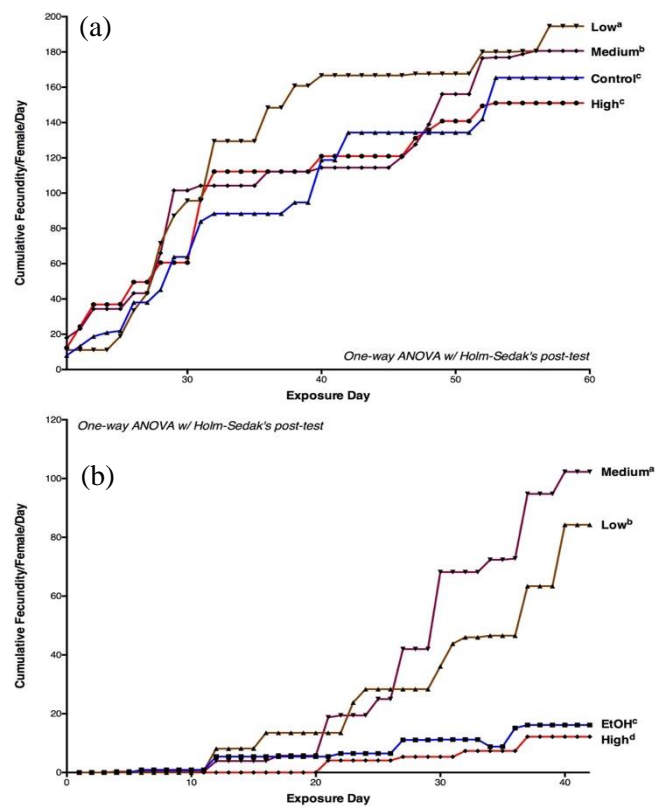 (a)
200
180
160
140
120
100
80
60
40
20
0
Cumulative Fecundity/Female/Day
Low^a
Medium^b
Control^c
High^c
One-way ANOVA w/ Holm-Sedak's post-test
30
40
50
60
Exposure Day
(b)
One-way ANOVA w/ Holm-Sedak's post-test
120
100
80
60
40
20
0
Cumulative Fecundity/Female/Day
Medium^a
Low^b
EtOH^c
High^d
0
10
20
30
40
Exposure Day